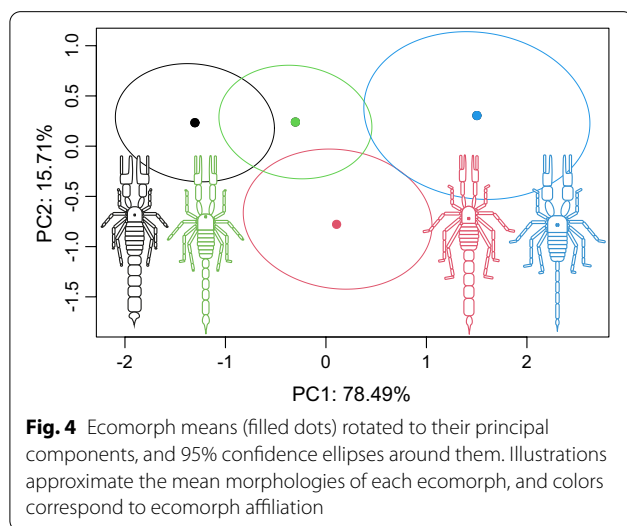 1.0
0.5
0.0
-0.5
-1.0
-1.5
PC2: 15.71%
-2 -1 0 1 2
PC1: 78.49%
Fig. 4 Ecomorph means (filled dots) rotated to their principal
components, and 95% confidence ellipses around them. Illustrations
approximate the mean morphologies of each ecomorph, and colors
correspond to ecomorph affiliation